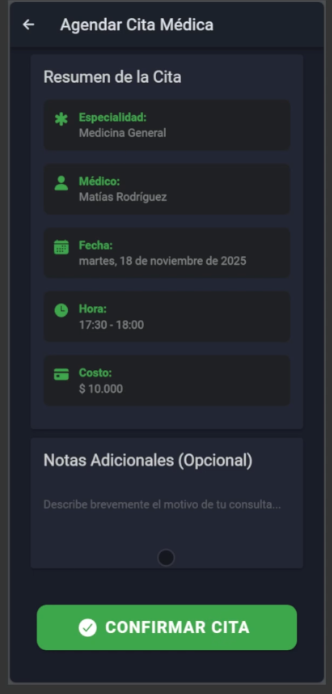 Agendar Cita Médica
Resumen de la Cita
Especialidad:
Medicina General
Médico:
Matías Rodríguez
Fecha:
martes, 18 de noviembre de 2025
Hora:
17:30 - 18:00
Costo:
$ 10.000
Notas Adicionales (Opcional)
Describe brevemente el motivo de tu consulta...
CONFIRMAR CITA